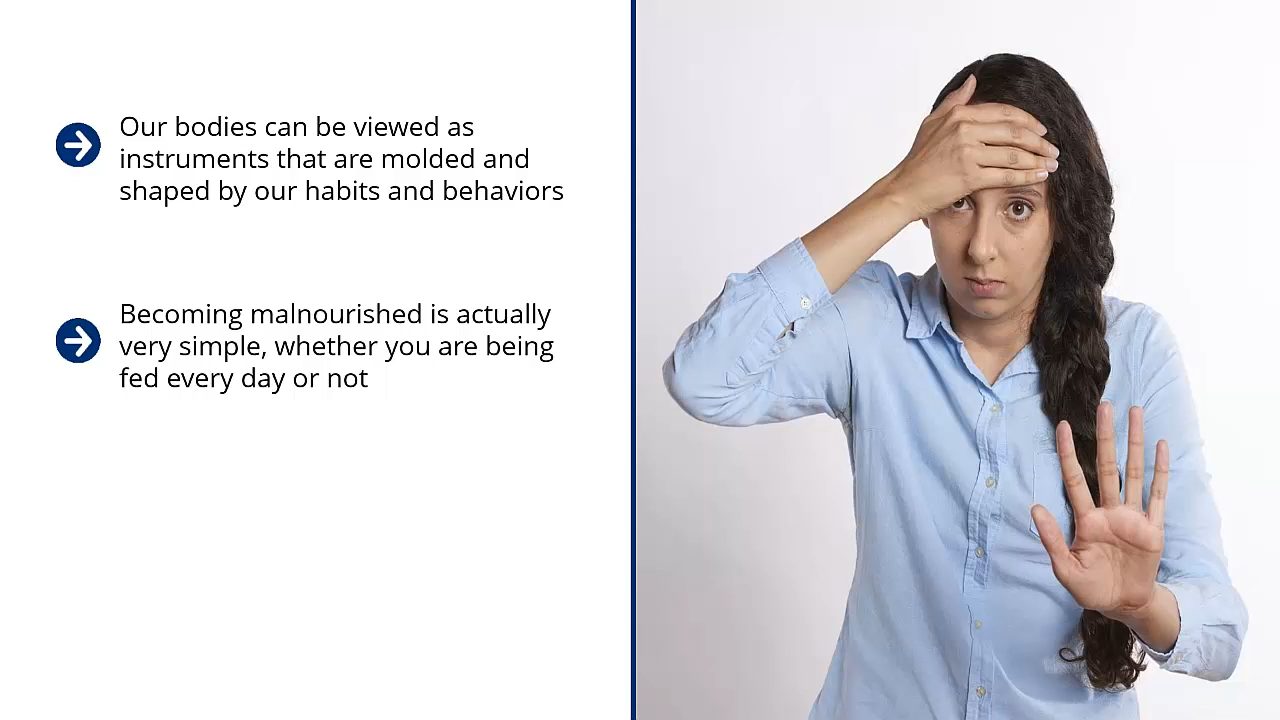 Our bodies can be viewed as
instruments that are molded and
shaped by our habits and behaviors
Becoming malnourished is actually
very simple, whether you are being
fed every day or not